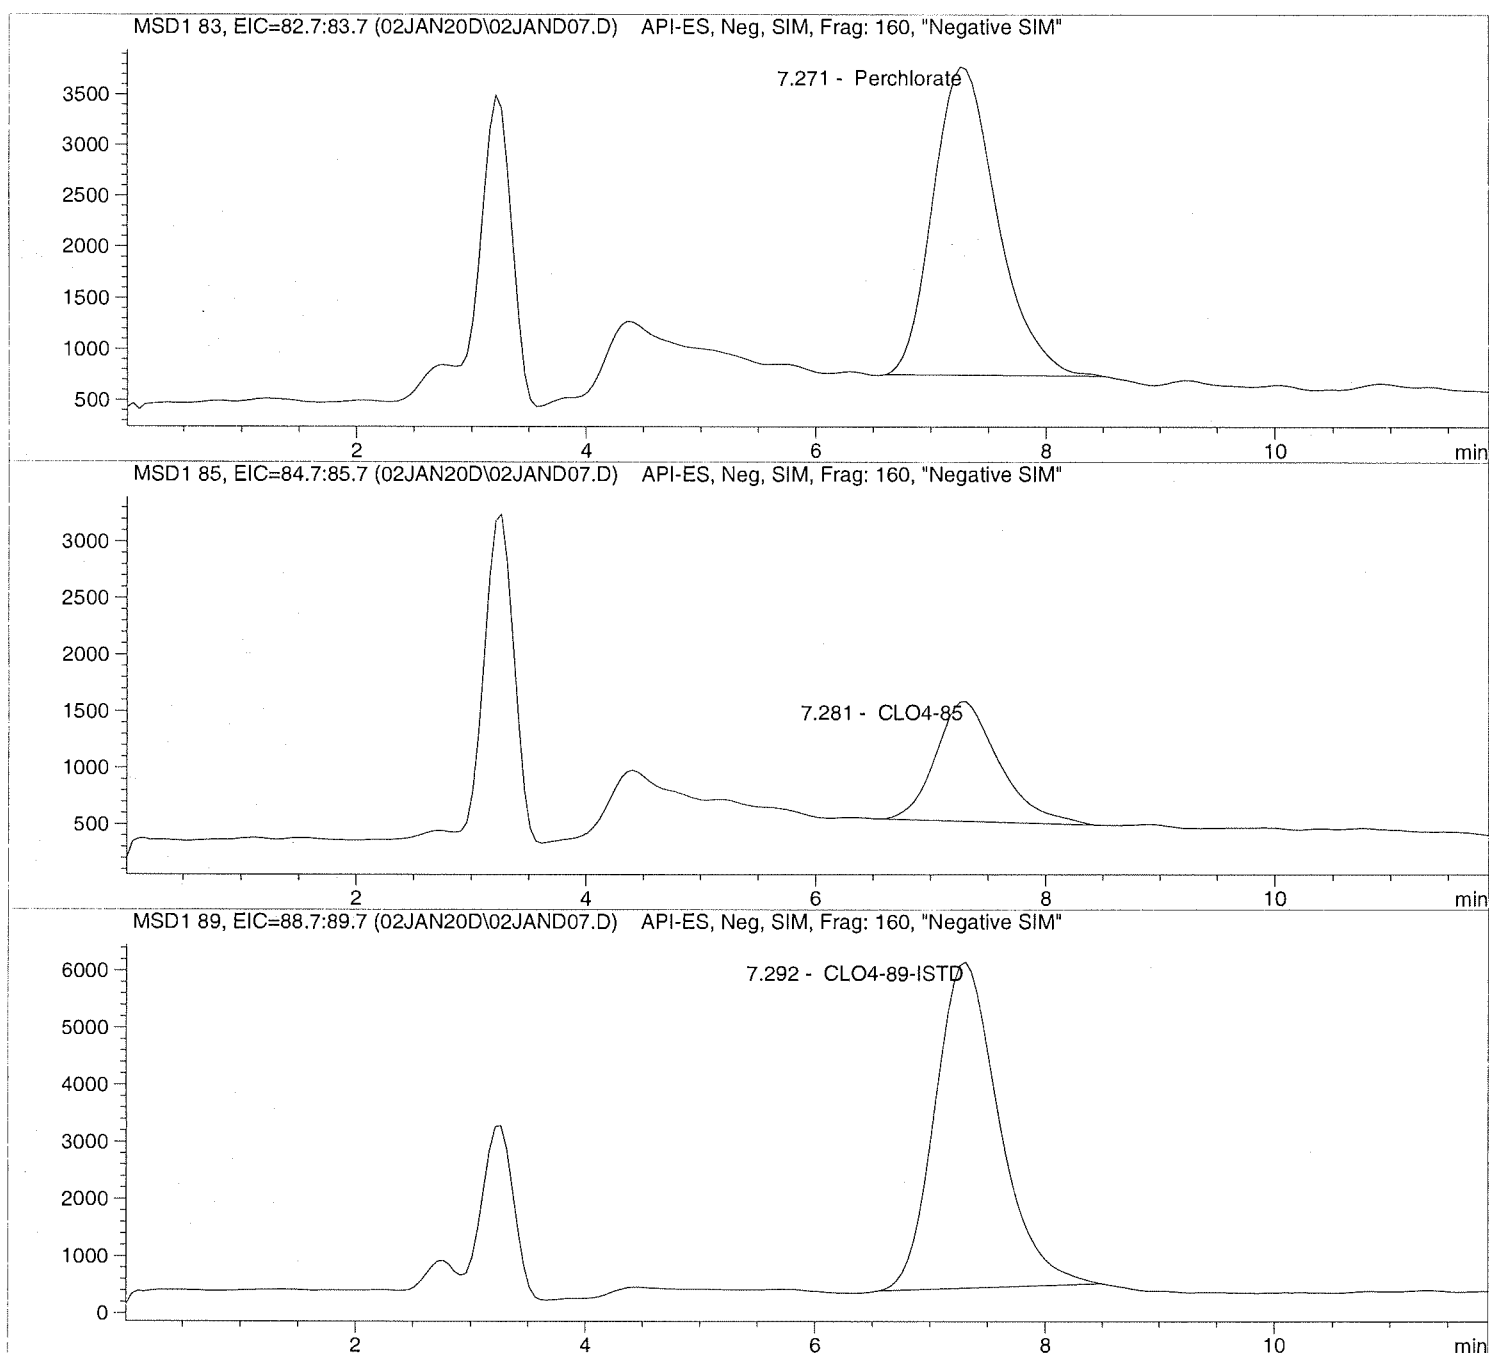 MSD1 83, EIC=82.7:83.7 (02JAN20D\02JAND07.D) API-ES, Neg, SIM, Frag: 160, "Negative SIM"
7.271 - Perchlorate
3500
3000
2500
2000
1500
1000
500
2 4 6 8 10 min
MSD1 85, EIC=84.7:85.7 (02JAN20D\02JAND07.D) API-ES, Neg, SIM, Frag: 160, "Negative SIM"
3000
2500
2000
1500
7.281 - CLO4-85
1000
500
2 4 6 8 10 min
MSD1 89, EIC=88.7:89.7 (02JAN20D\02JAND07.D) API-ES, Neg, SIM, Frag: 160, "Negative SIM"
6000
7.292 - CLO4-89-ISTD
5000
4000
3000
2000
1000
0
2 4 6 8 10 min